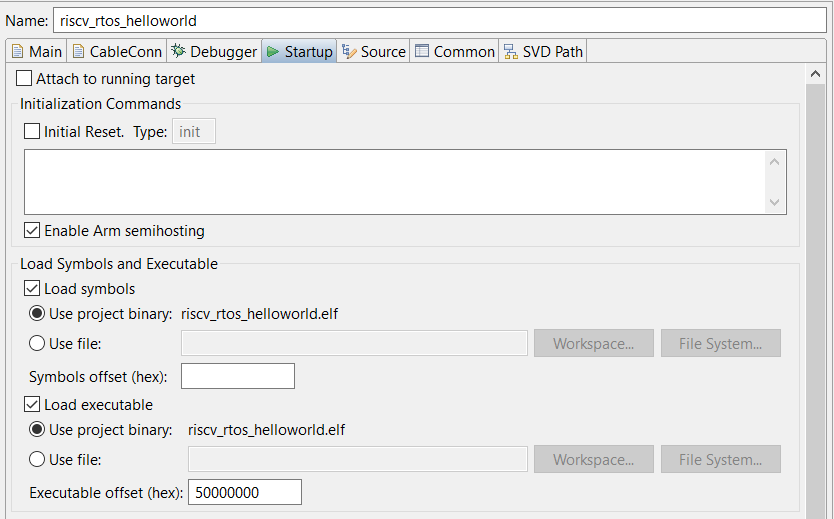 Name: riscv_rtos_helloworld
Main CableConn Debugger Startup Source Common SVD Path
Attach to running target
Initialization Commands
Initial Reset. Type: init
Enable Arm semihosting
Load Symbols and Executable
Load symbols
Use project binary: riscv_rtos_helloworld.elf
Use file: Workspace... File System...
Symbols offset (hex):
Load executable
Use project binary: riscv_rtos_helloworld.elf
Use file: Workspace... File System...
Executable offset (hex): 50000000